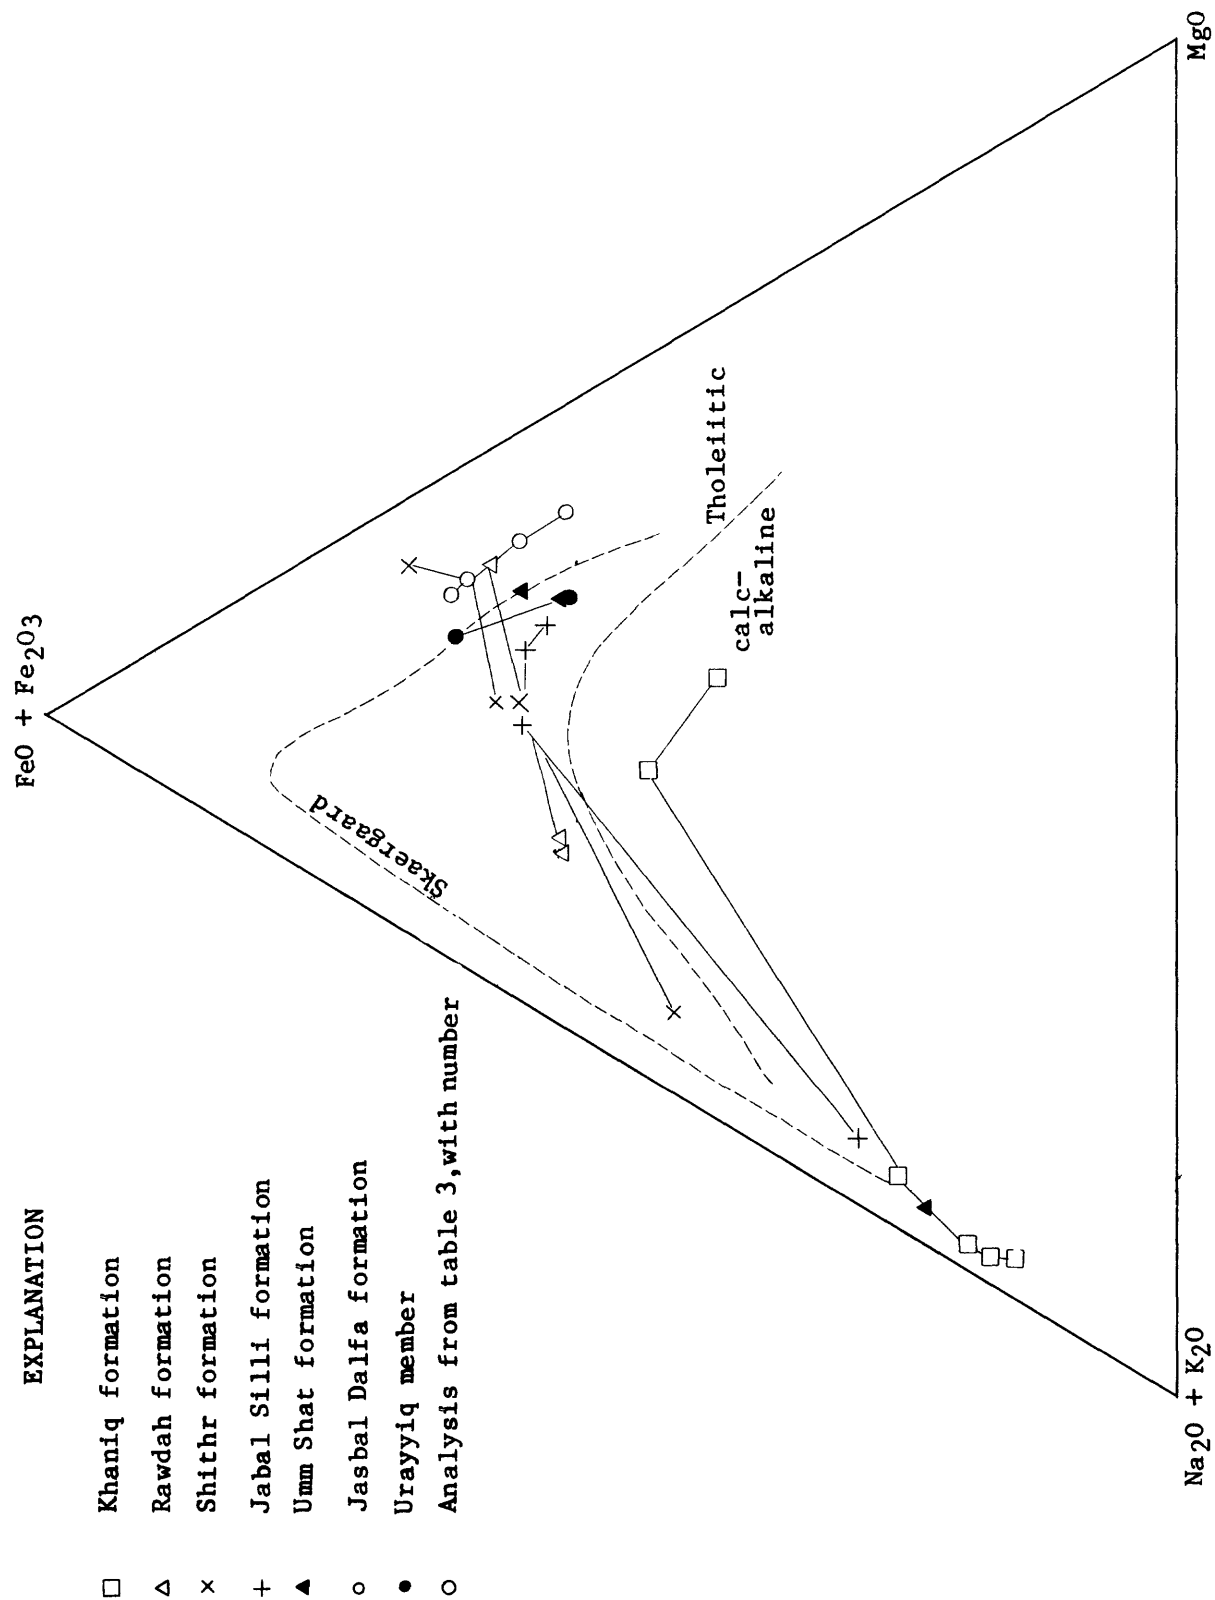 EXPLANATION
Khaniq formation
Rawdah formation
Shithr formation
Jabal Silli formation
Umm Shat formation
Jasbal Dalfa formation
Urayyiq member
Analysis from table 3,with number
FeO + Fe2O3
Skaergaard
Tholeiitic
calc-
alkaline
Na2O + K2O
MgO